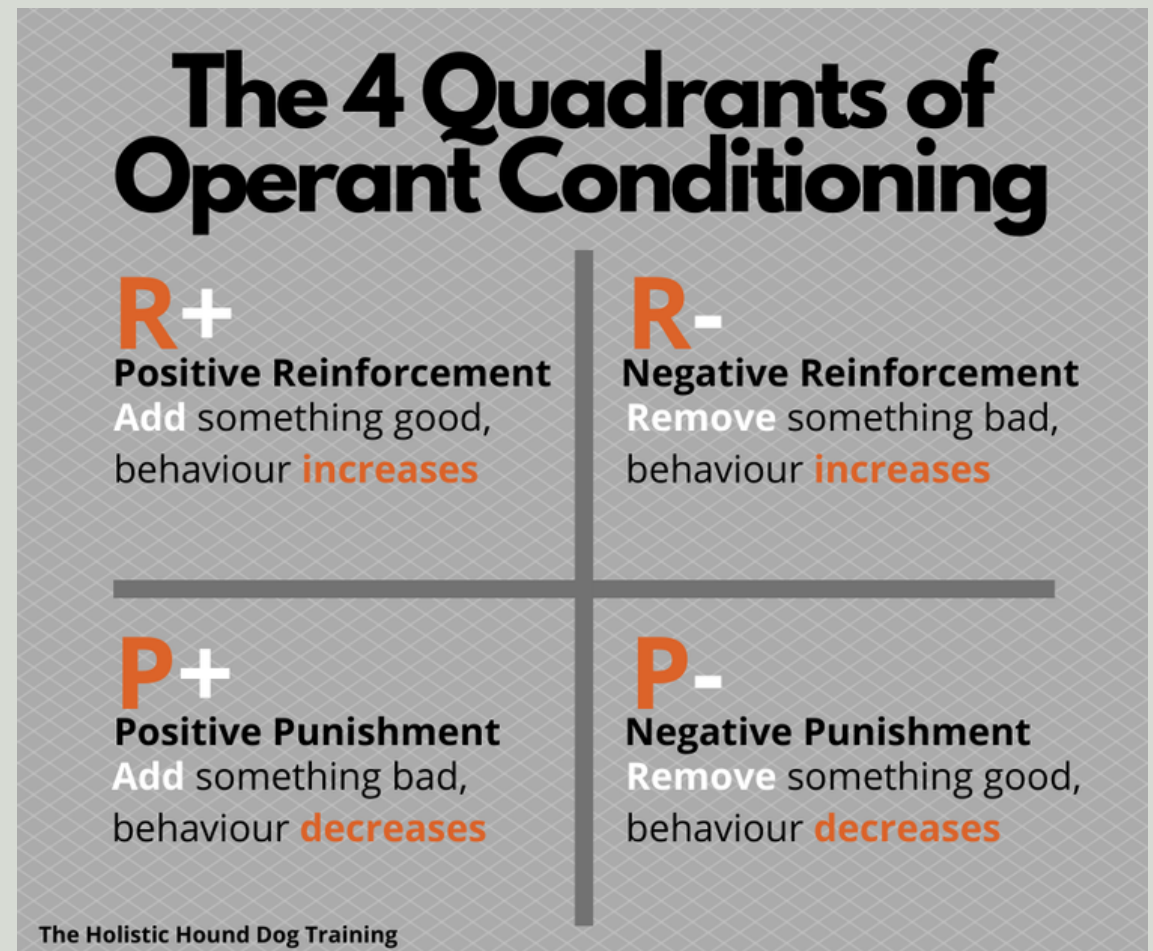 The 4 Quadrants of
Operant Conditioning
R+
Positive Reinforcement
Add something good,
behaviour increases
R-
Negative Reinforcement
Remove something bad,
behaviour increases
P+
Positive Punishment
Add something bad,
behaviour decreases
P-
Negative Punishment
Remove something good,
behaviour decreases
The Holistic Hound Dog Training